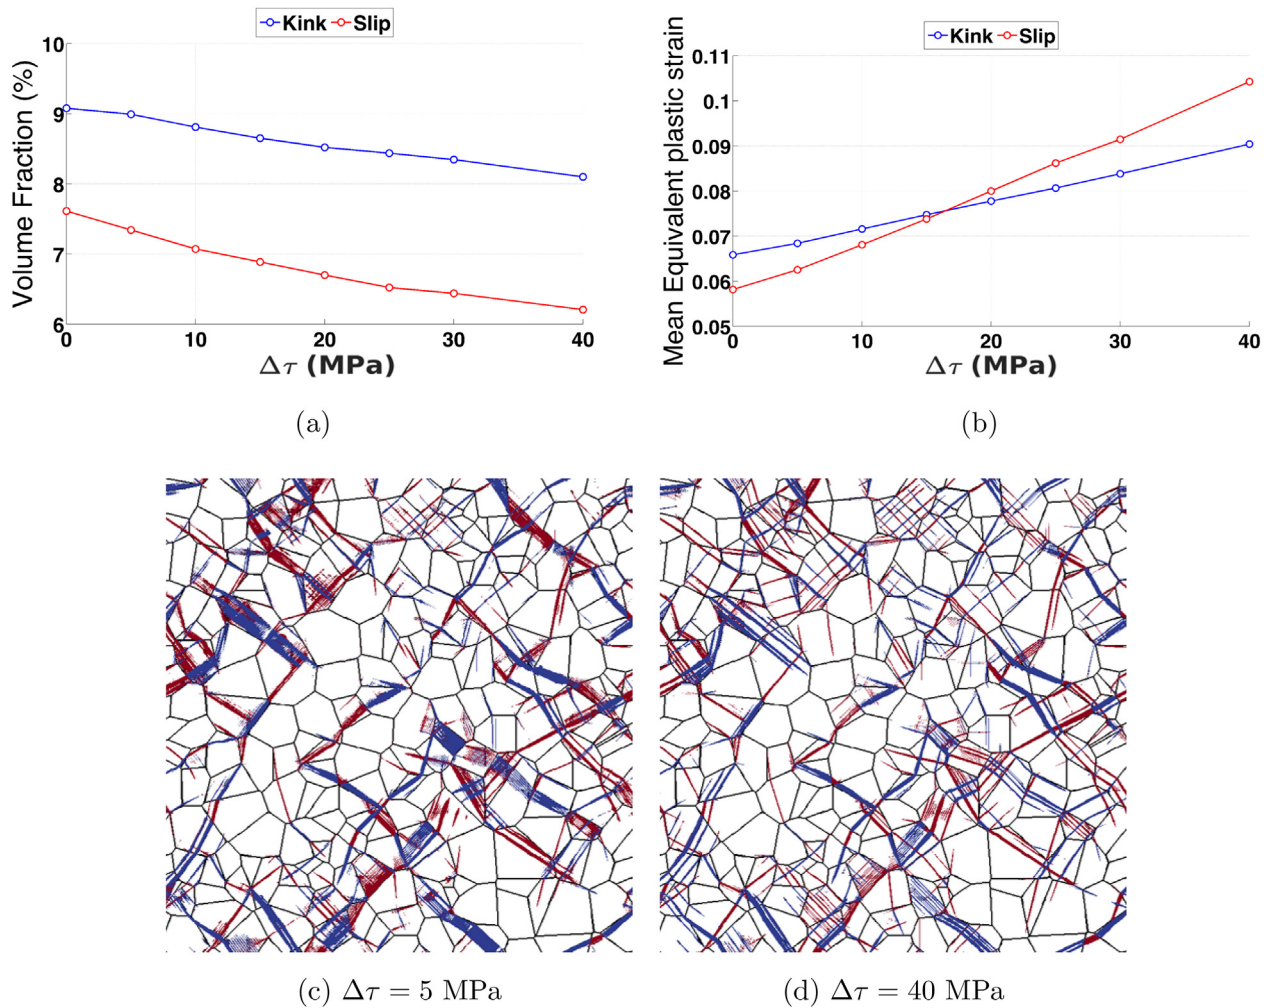 Kink Slip
10
9
8
7
6
Volume Fraction (%)
0 10 20 30 40
Δτ (MPa)
(a)
Kink Slip
0.11
0.1
0.09
0.08
0.07
0.06
0.05
Mean Equivalent plastic strain
0 10 20 30 40
Δτ (MPa)
(b)
(c) Δτ = 5 MPa
(d) Δτ = 40 MPa